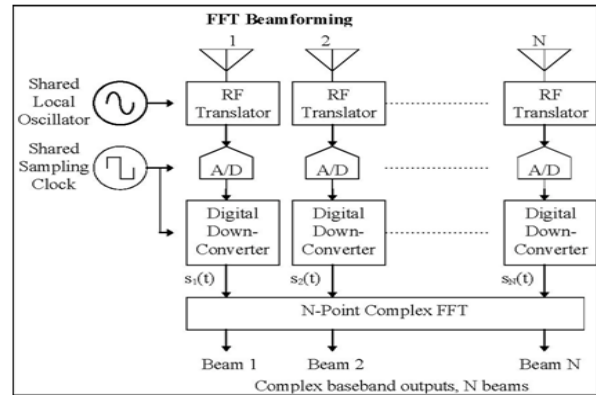 FFT Beamforming
1 2 N
Shared
Local
Oscillator
RF
Translator
RF
Translator
RF
Translator
Shared
Sampling
Clock
A/D
A/D
A/D
Digital
Down-
Converter
Digital
Down-
Converter
Digital
Down-
Converter
s1(t) s2(t) sN(t)
N-Point Complex FFT
Beam 1 Beam 2 Beam N
Complex baseband outputs, N beams